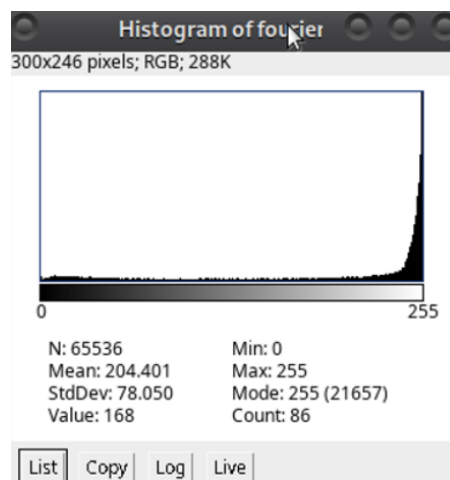 Histogram of fourier
300x246 pixels; RGB; 288K
0 255
N: 65536 Min: 0
Mean: 204.401 Max: 255
StdDev: 78.050 Mode: 255 (21657)
Value: 168 Count: 86
List Copy Log Live